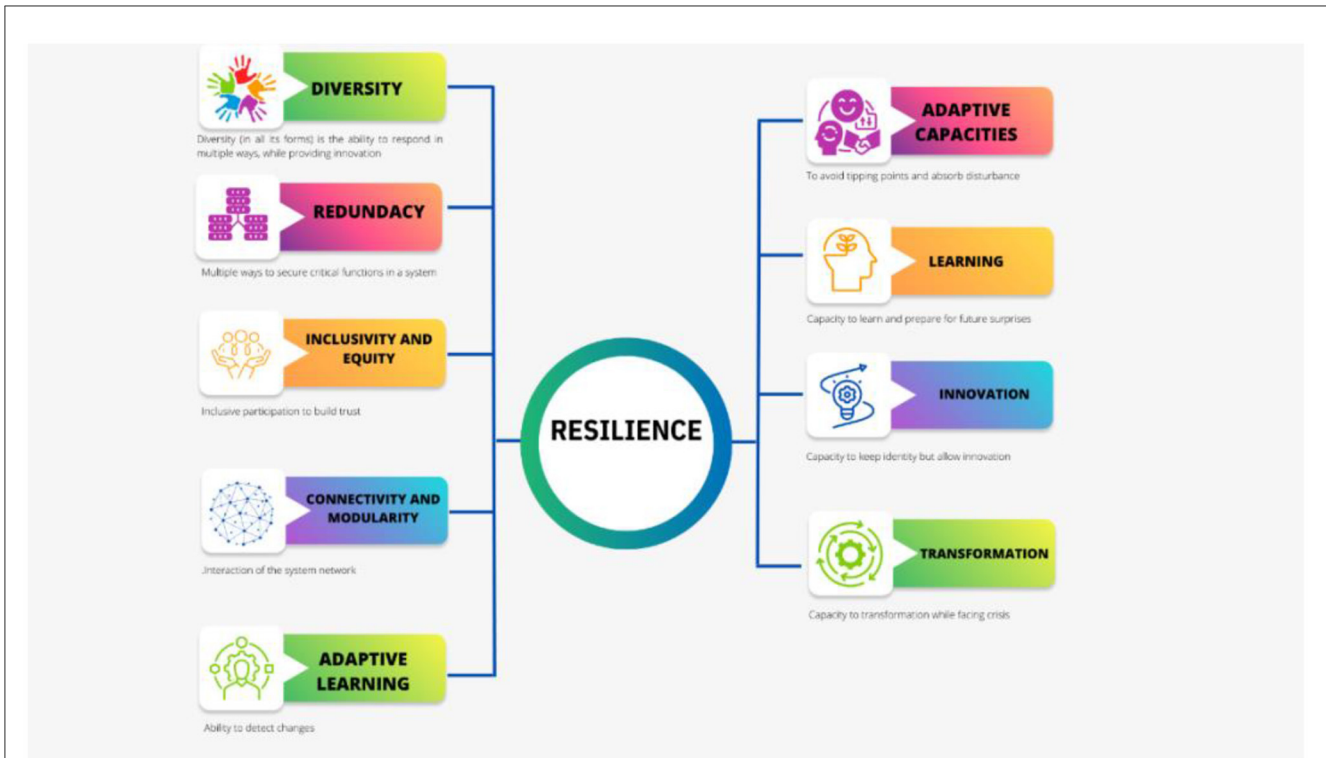 DIVERSITY
Diversity (in all its forms) is the ability to respond in
multiple ways, while providing innovation
REDUNDACY
Multiple ways to secure critical functions in a system
INCLUSIVITY AND
EQUITY
Inclusive participation to build trust
CONNECTIVITY AND
MODULARITY
.Interaction of the system network
ADAPTIVE
LEARNING
Ability to detect changes
RESILIENCE
ADAPTIVE
CAPACITIES
To avoid tipping points and absorb disturbance
LEARNING
Capacity to learn and prepare for future surprises
INNOVATION
Capacity to keep identity but allow innovation
TRANSFORMATION
Capacity to transformation while facing crisis